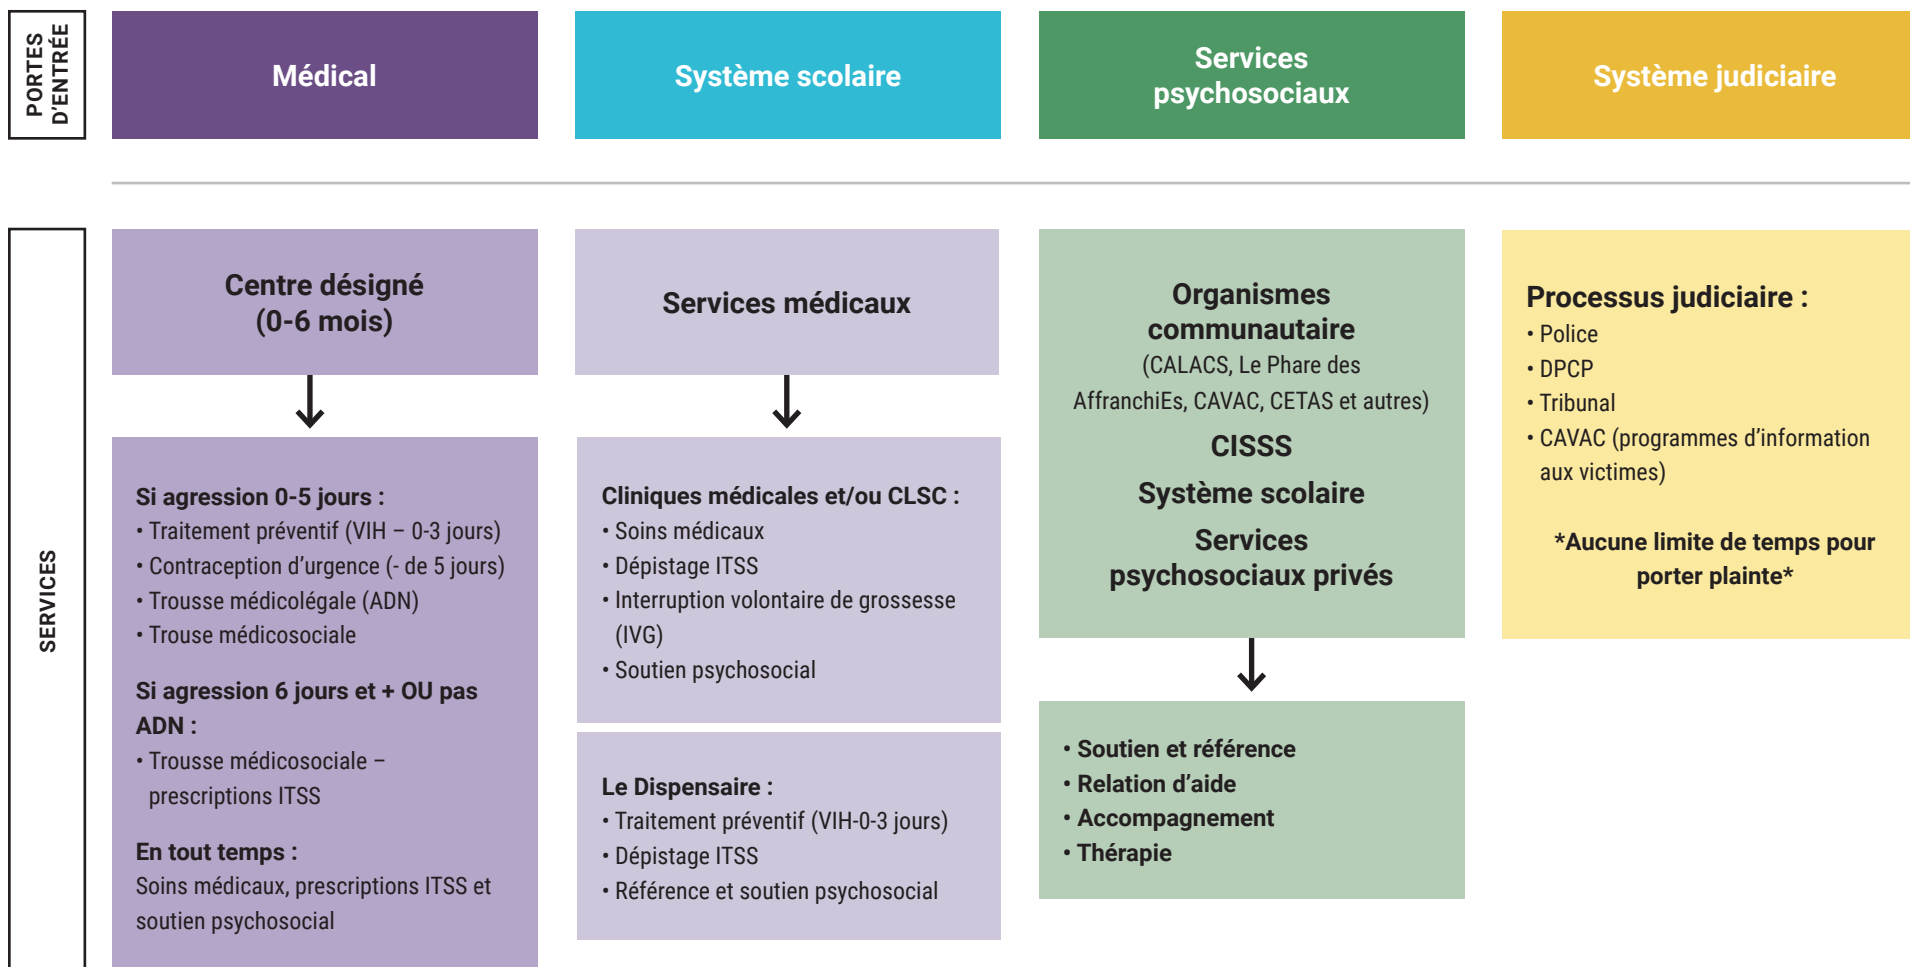 PORTES
D'ENTRÉE
Médical
Système scolaire
Services
psychosociaux
Système judiciaire
SERVICES
Centre désigné
(0-6 mois)
Si agression 0-5 jours :
• Traitement préventif (VIH – 0-3 jours)
• Contraception d'urgence (- de 5 jours)
• Trousse médicolégale (ADN)
• Trouse médicosociale
Si agression 6 jours et + OU pas
ADN :
• Trousse médicosociale –
prescriptions ITSS
En tout temps :
Soins médicaux, prescriptions ITSS et
soutien psychosocial
Services médicaux
Cliniques médicales et/ou CLSC :
• Soins médicaux
• Dépistage ITSS
• Interruption volontaire de grossesse
(IVG)
• Soutien psychosocial
Le Dispensaire :
• Traitement préventif (VIH-0-3 jours)
• Dépistage ITSS
• Référence et soutien psychosocial
Organismes
communautaire
(CALACS, Le Phare des
AffranchiEs, CAVAC, CETAS et autres)
CISSS
Système scolaire
Services
psychosociaux privés
• Soutien et référence
• Relation d'aide
• Accompagnement
• Thérapie
Processus judiciaire :
• Police
• DPCP
• Tribunal
• CAVAC (programmes d'information
aux victimes)
*Aucune limite de temps pour
porter plainte*